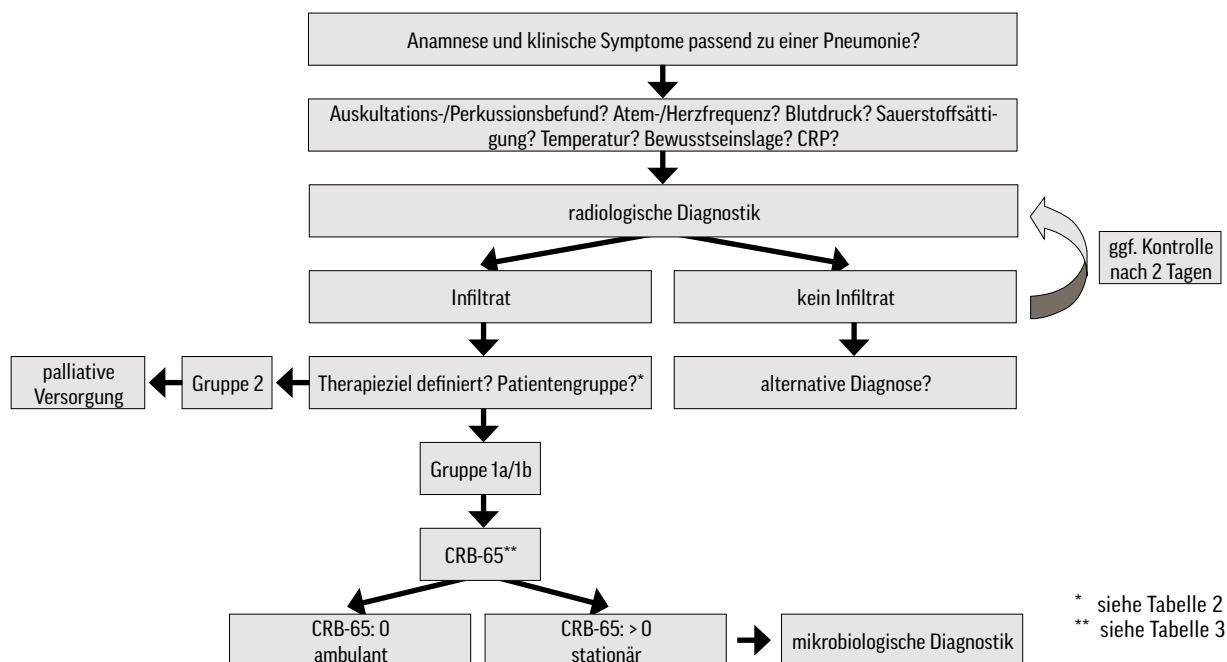 Anamnese und klinische Symptome passend zu einer Pneumonie?
Auskultations-/Perkussionsbefund? Atem-/Herzfrequenz? Blutdruck? Sauerstoffsätti-
gung? Temperatur? Bewusstseinslage? CRP?
radiologische Diagnostik
ggf. Kontrolle
nach 2 Tagen
Infiltrat
kein Infiltrat
palliative
Versorgung
Gruppe 2
Therapieziel definiert? Patientengruppe?*
alternative Diagnose?
Gruppe 1a/1b
CRB-65**
CRB-65: 0
ambulant
CRB-65: > 0
stationär
mikrobiologische Diagnostik
* siehe Tabelle 2
** siehe Tabelle 3